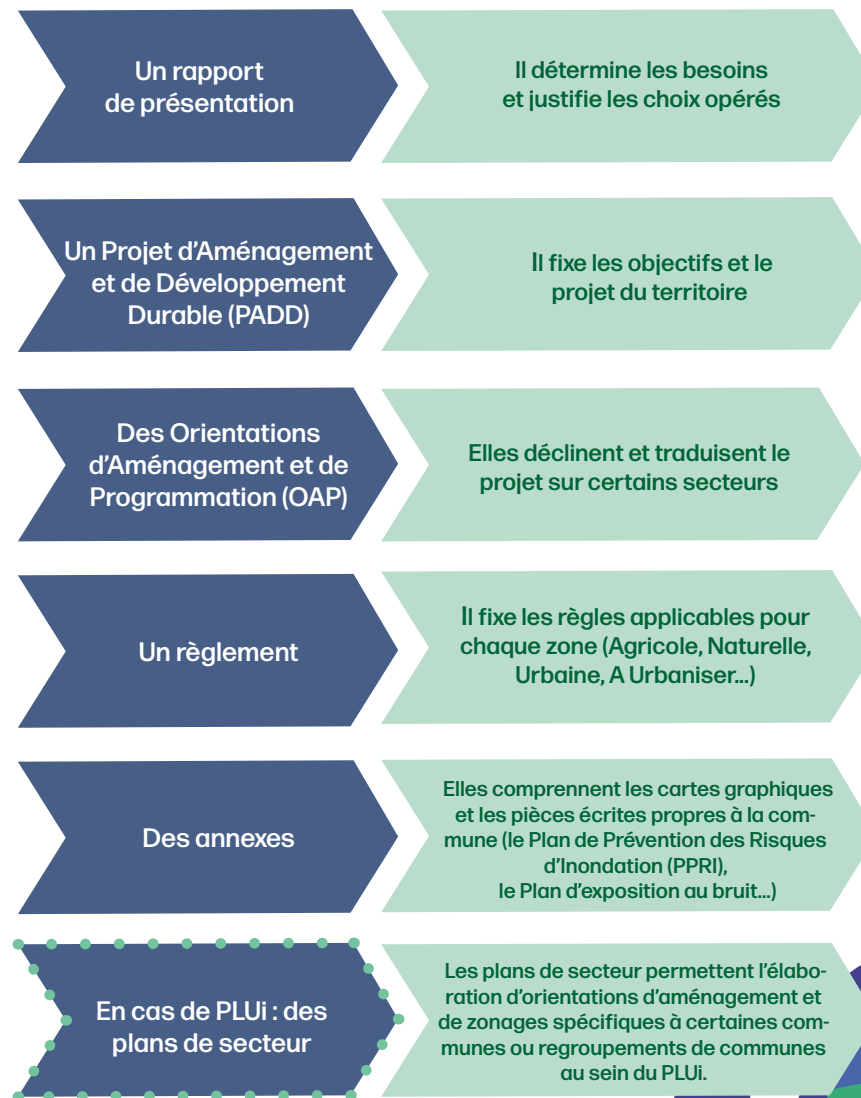 Un rapport
de présentation
Il détermine les besoins
et justifie les choix opérés
Un Projet d'Aménagement
et de Développement
Durable (PADD)
Il fixe les objectifs et le
projet du territoire
Des Orientations
d'Aménagement et de
Programmation (OAP)
Elles déclinent et traduisent le
projet sur certains secteurs
Un règlement
Il fixe les règles applicables pour
chaque zone (Agricole, Naturelle,
Urbaine, A Urbaniser...)
Des annexes
Elles comprennent les cartes graphiques
et les pièces écrites propres à la com-
mune (le Plan de Prévention des Risques
d'Inondation (PPRI),
le Plan d'exposition au bruit...)
En cas de PLUi : des
plans de secteur
Les plans de secteur permettent l'élabo-
ration d'orientations d'aménagement et
de zonages spécifiques à certaines com-
munes ou regroupements de communes
au sein du PLUi.